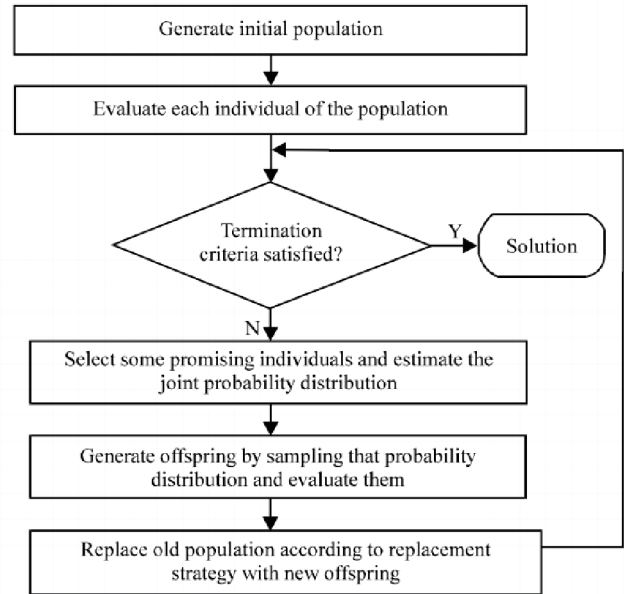 Generate initial population
Evaluate each individual of the population
Termination
criteria satisfied?
Y
Solution
N
Select some promising individuals and estimate the
joint probability distribution
Generate offspring by sampling that probability
distribution and evaluate them
Replace old population according to replacement
strategy with new offspring